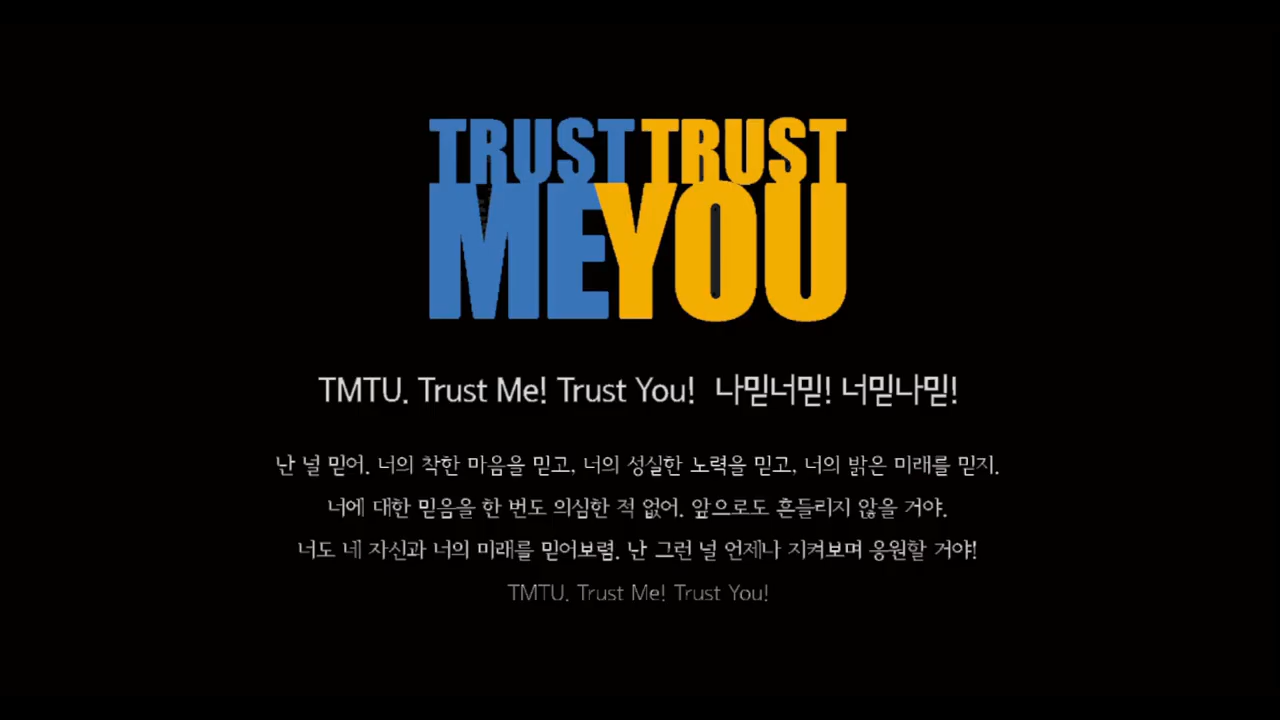 TRUST TRUST
ME YOU
TMTU. Trust Me! Trust You! 나믿너믿! 너믿나믿!
난 널 믿어. 너의 착한 마음을 믿고, 너의 성실한 노력을 믿고, 너의 밝은 미래를 믿지.
너에 대한 믿음을 한 번도 의심한 적 없어. 앞으로도 흔들리지 않을 거야.
너도 네 자신과 너의 미래를 믿어보렴. 난 그런 널 언제나 지켜보며 응원할 거야!
TMTU. Trust Me! Trust You!